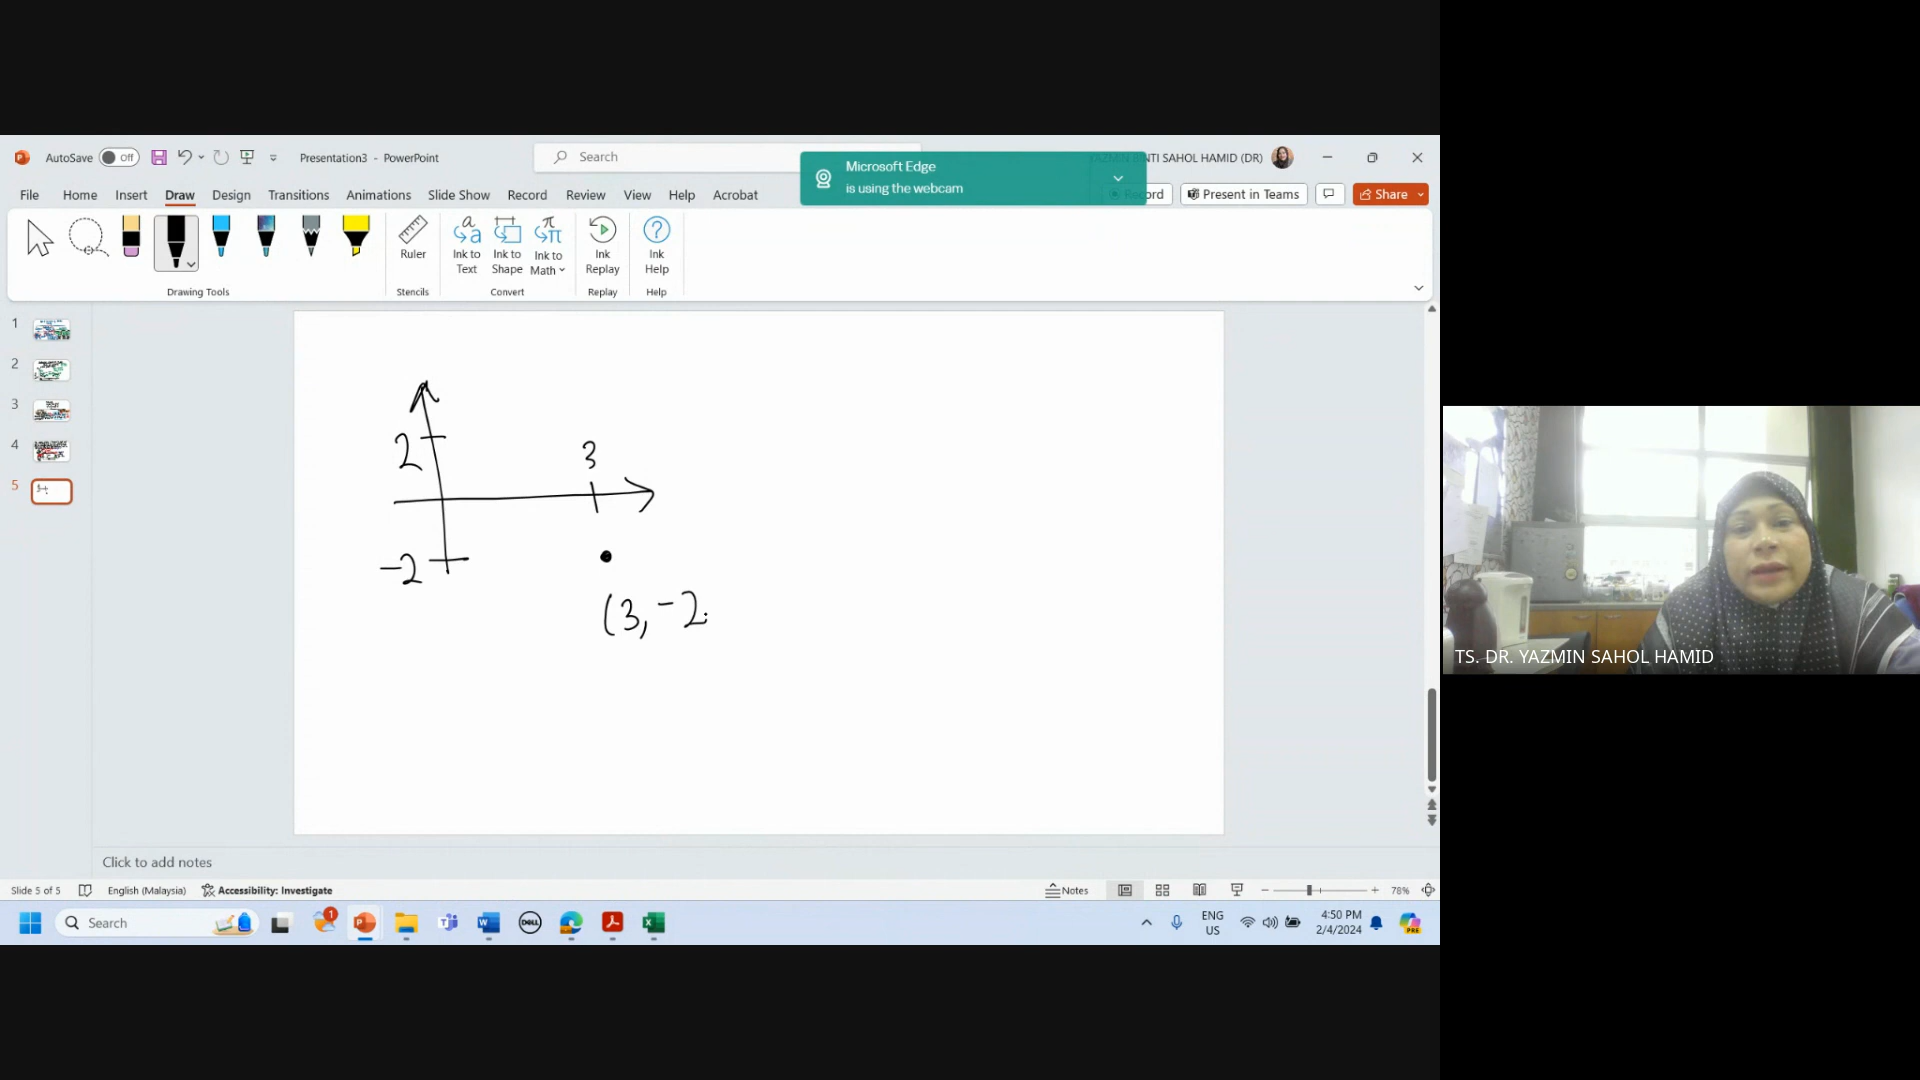 AutoSave Off Presentation3 - PowerPoint Search
NTI SAHOL HAMID (DR)
Microsoft Edge
is using the webcam
File Home Insert Draw Design Transitions Animations Slide Show Record Review View Help Acrobat
Present in Teams Share
Ruler
Ink to Text
Ink to Shape
Ink to Math
Ink Replay
Ink Help
Drawing Tools Stencils Convert Replay Help
1
2
3
4
5
2
3
-2
(3, -2
TS. DR. YAZMIN SAHOL HAMID
Click to add notes
Slide 5 of 5 English (Malaysia) Accessibility: Investigate Notes 78%
Search 1 DELL ENG US 4:50 PM 2/4/2024 PRE